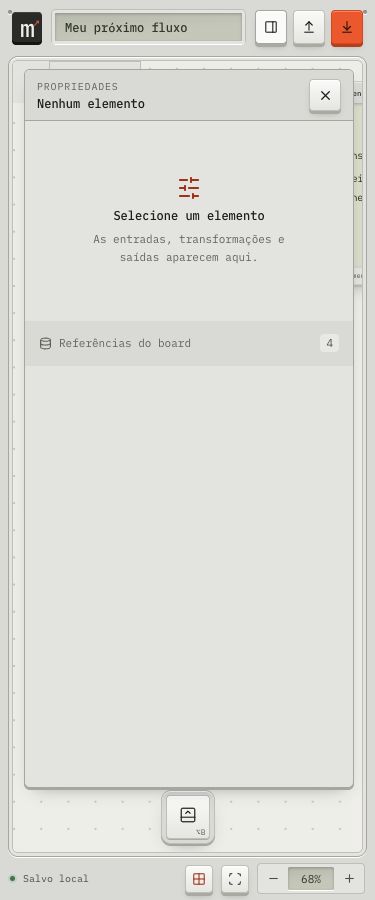 m
Meu próximo fluxo
PROPRIEDADES
Nenhum elemento
Selecione um elemento
As entradas, transformações e
saídas aparecem aqui.
Referências do board
4
⌥B
Salvo local
68%